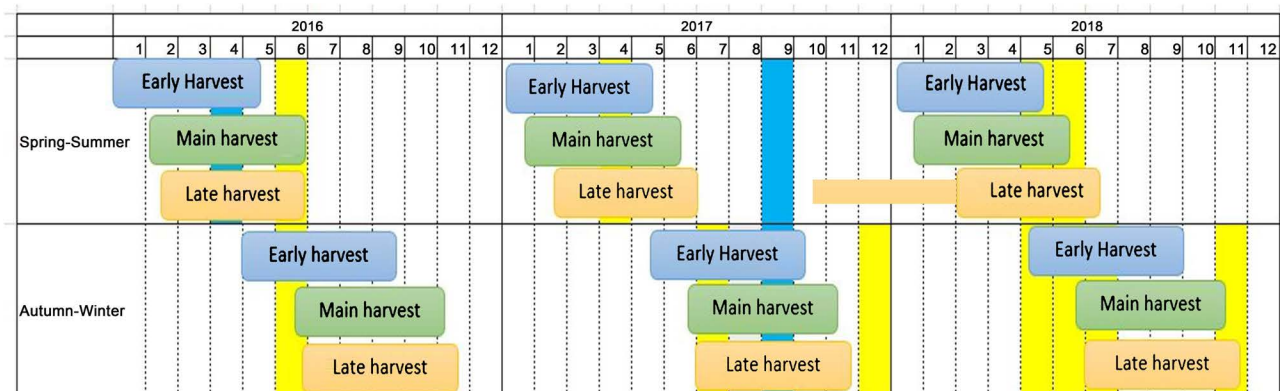 2016 2017 2018
1 2 3 4 5 6 7 8 9 10 11 12 1 2 3 4 5 6 7 8 9 10 11 12 1 2 3 4 5 6 7 8 9 10 11 12
Early Harvest Early Harvest Early Harvest
Spring-Summer Main harvest Main harvest Main harvest
Late harvest Late harvest Late harvest
Early harvest Early Harvest Early Harvest
Autumn-Winter Main harvest Main harvest Main harvest
Late harvest Late harvest Late harvest